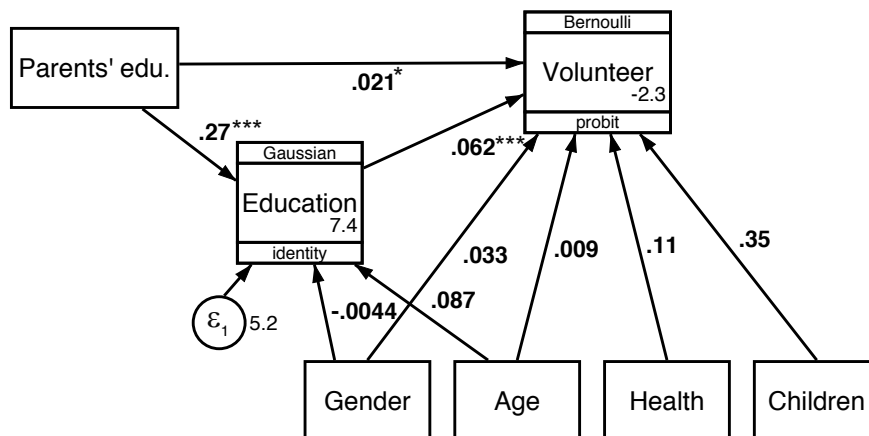 Bernoulli
Parents' edu.
Volunteer
-2.3
probit
.021*
.27***
.062***
Gaussian
Education
7.4
identity
ε1
5.2
-.0044
.087
.033
.009
.11
.35
Gender
Age
Health
Children